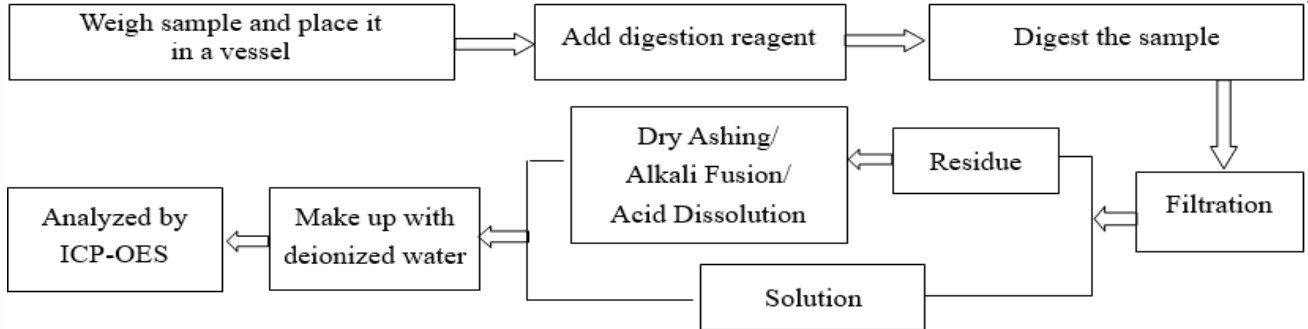 Weigh sample and place it
in a vessel
Add digestion reagent
Digest the sample
Filtration
Residue
Dry Ashing/
Alkali Fusion/
Acid Dissolution
Solution
Make up with
deionized water
Analyzed by
ICP-OES